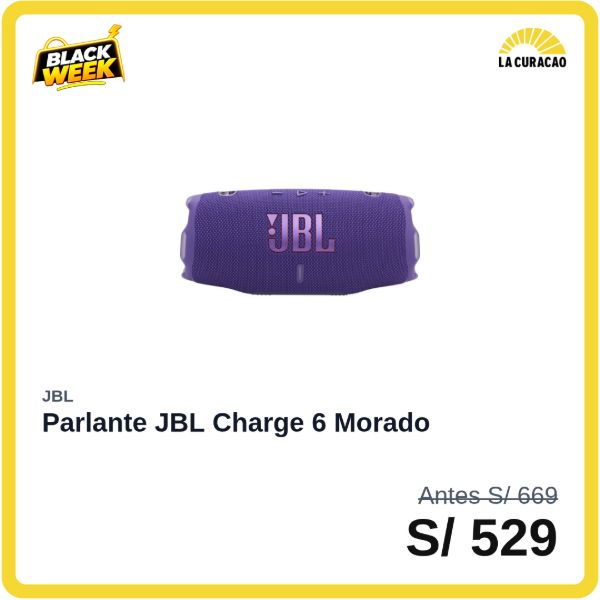 BLACK
WEEK
LA CURACAO
JBL
JBL
Parlante JBL Charge 6 Morado
Antes S/ 669
S/ 529